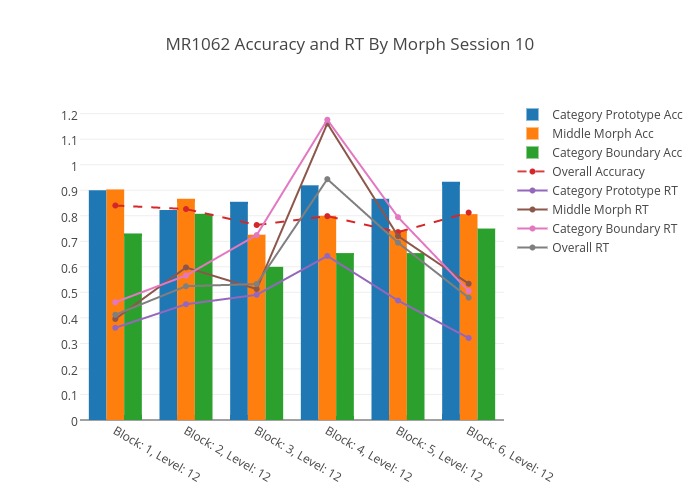 MR1062 Accuracy and RT By Morph Session 10
1.2
1.1
1
0.9
0.8
0.7
0.6
0.5
0.4
0.3
0.2
0.1
0
Category Prototype Acc
Middle Morph Acc
Category Boundary Acc
Overall Accuracy
Category Prototype RT
Middle Morph RT
Category Boundary RT
Overall RT
Block: 1, Level: 12
Block: 2, Level: 12
Block: 3, Level: 12
Block: 4, Level: 12
Block: 5, Level: 12
Block: 6, Level: 12